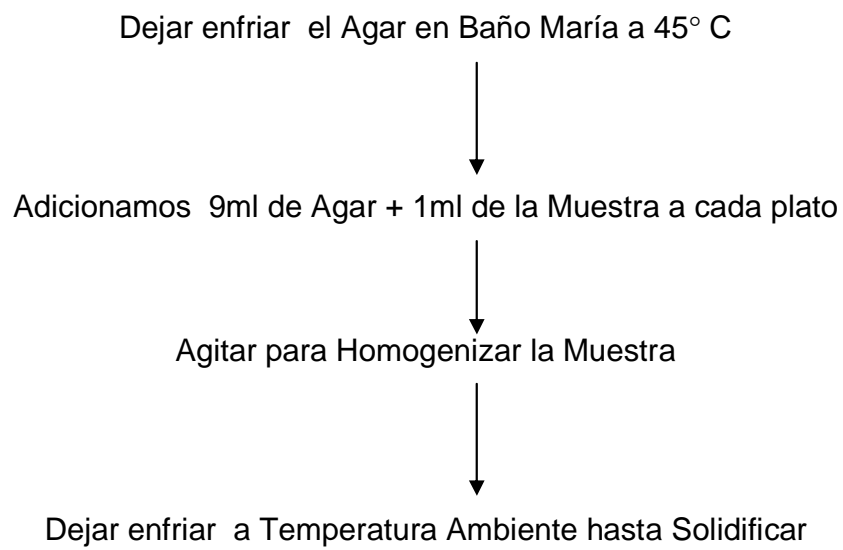 Dejar enfriar  el Agar en Baño María a 45° C
Adicionamos  9ml de Agar + 1ml de la Muestra a cada plato
Agitar para Homogenizar la Muestra
Dejar enfriar  a Temperatura Ambiente hasta Solidificar